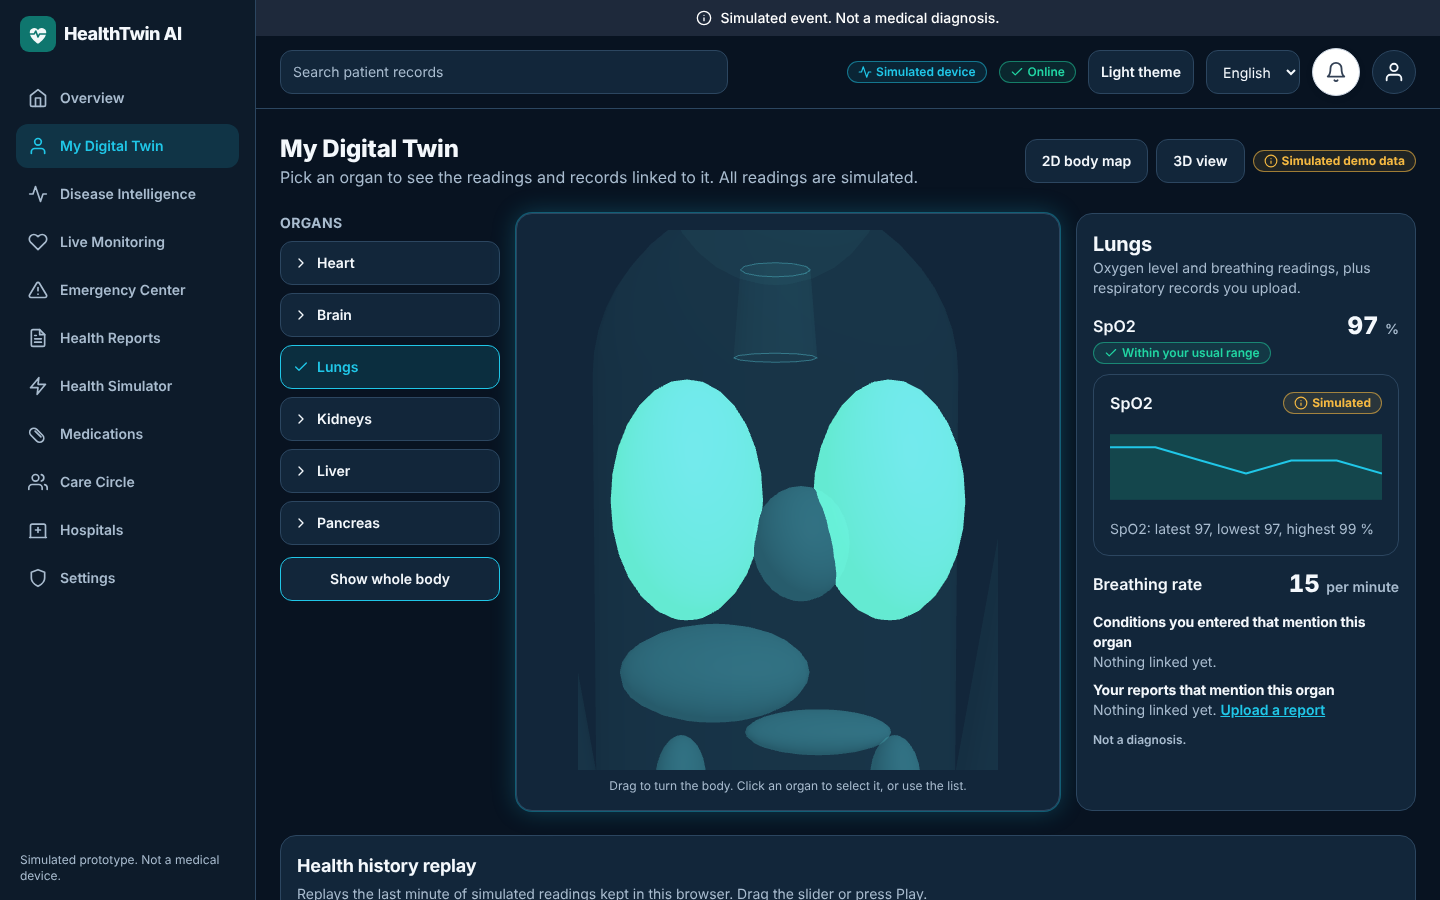 HealthTwin AI
Overview
My Digital Twin
Disease Intelligence
Live Monitoring
Emergency Center
Health Reports
Health Simulator
Medications
Care Circle
Hospitals
Settings
Simulated prototype. Not a medical
device.
Simulated event. Not a medical diagnosis.
Search patient records
Simulated device
Online
Light theme
English
My Digital Twin
Pick an organ to see the readings and records linked to it. All readings are simulated.
2D body map
3D view
Simulated demo data
ORGANS
Heart
Brain
Lungs
Kidneys
Liver
Pancreas
Show whole body
Drag to turn the body. Click an organ to select it, or use the list.
Lungs
Oxygen level and breathing readings, plus
respiratory records you upload.
SpO2 97 %
Within your usual range
SpO2
Simulated
SpO2: latest 97, lowest 97, highest 99 %
Breathing rate 15 per minute
Conditions you entered that mention this
organ
Nothing linked yet.
Your reports that mention this organ
Nothing linked yet. Upload a report
Not a diagnosis.
Health history replay
Replays the last minute of simulated readings kept in this browser. Drag the slider or press Play.